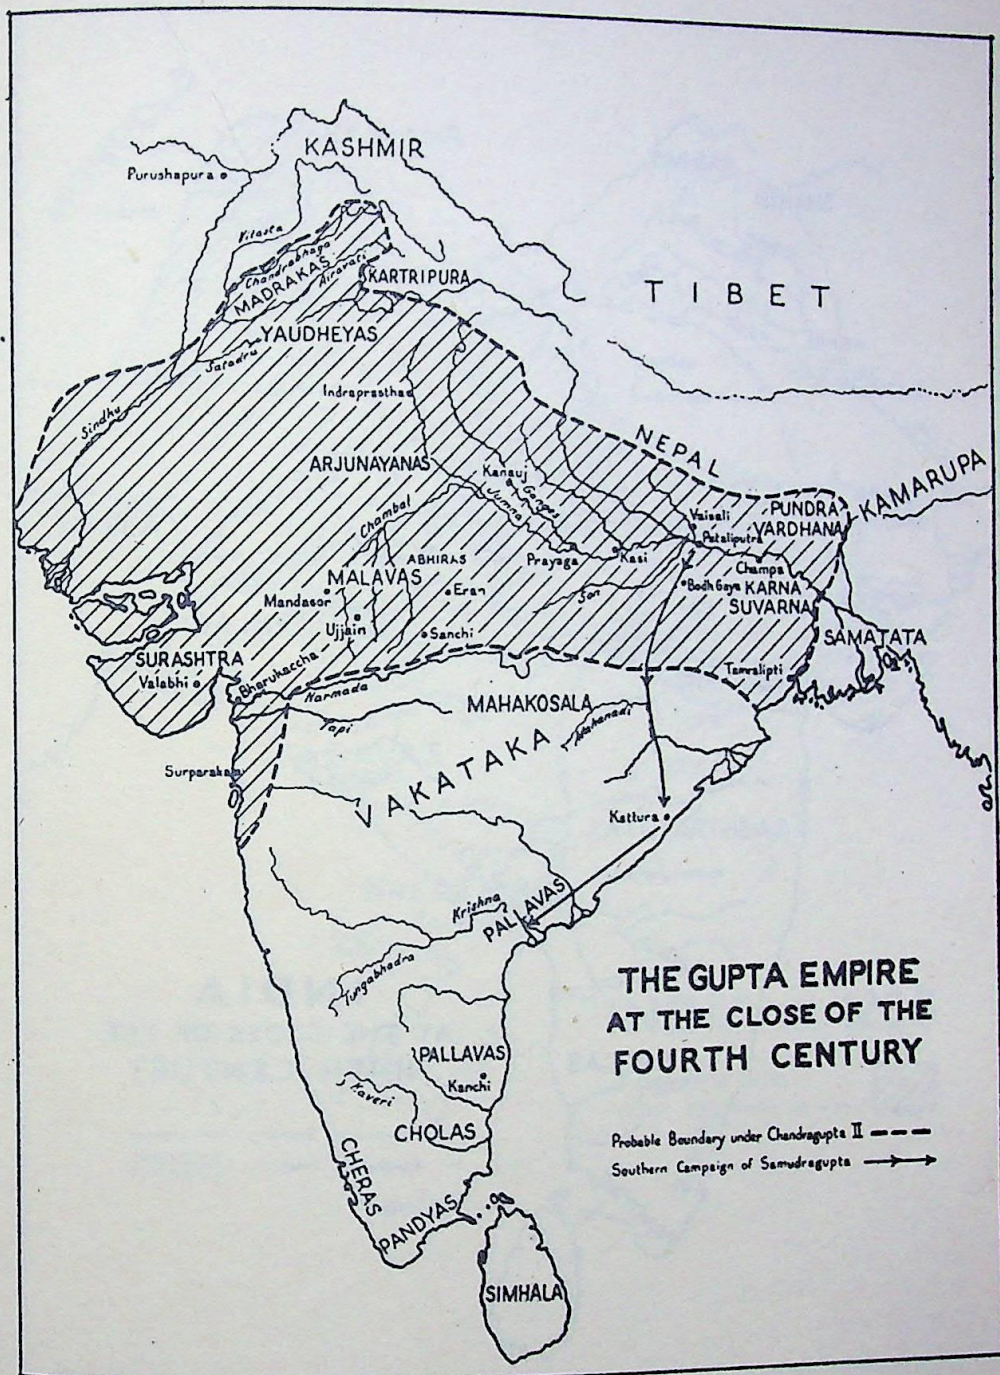 KASHMIR
Purushapura
Vitasta
Chandrabhaga
MADRAKAS
Airavati
KARTRIPURA
TIBET
YAUDHEYAS
Satadru
Indraprastha
Sindhu
NEPAL
ARJUNAYANAS
Kanauj
Ganges
Jumna
KAMARUPA
Chambal
Vaisali
PUNDRA
VARDHANA
Pataliputra
ABHIRAS
Prayaga
Kasi
Champa
MALAVAS
Mandasor
Eran
Son
Bodh Gaya
KARNA
SUVARNA
Ujjain
Sanchi
SAMATATA
SURASHTRA
Valabhi
Bharukaccha
Tamralipti
Narmada
MAHAKOSALA
Tapi
Mahanadi
VAKATAKA
Surparaka
Kottura
Krishna
PALLAVAS
Tungabhadra
THE GUPTA EMPIRE
AT THE CLOSE OF THE
FOURTH CENTURY
PALLAVAS
Kanchi
Kaveri
CHOLAS
Probable Boundary under Chandragupta II
Southern Campaign of Samudragupta
CHERAS
PANDYAS
SIMHALA